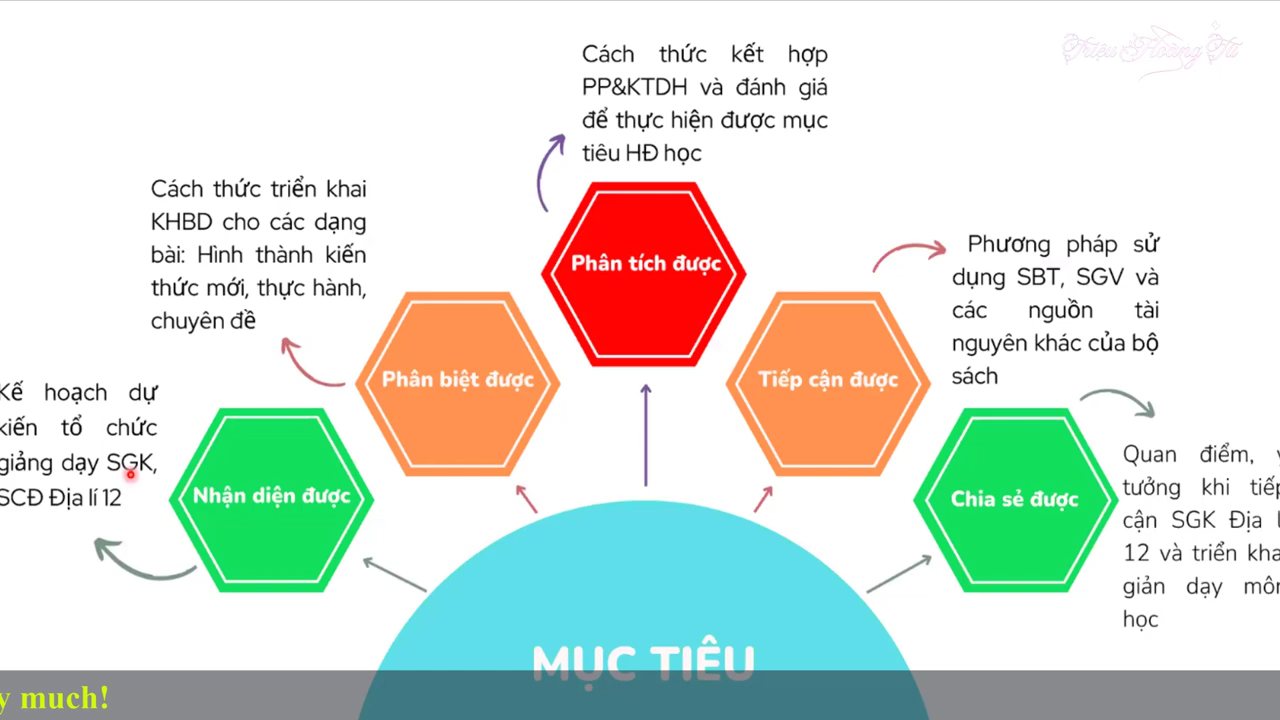 Triệu Hoàng Tú
Cách thức kết hợp
PP&KTDH và đánh giá
để thực hiện được mục
tiêu HĐ học
Cách thức triển khai
KHBD cho các dạng
bài: Hình thành kiến
thức mới, thực hành,
chuyên đề
Phân tích được
Phương pháp sử
dụng SBT, SGV và
các nguồn tài
nguyên khác của bộ
sách
Phân biệt được
Tiếp cận được
Kế hoạch dự
kiến tổ chức
giảng dạy SGK,
SCĐ Địa lí 12
Nhận diện được
Chia sẻ được
Quan điểm,
tưởng khi tiếp
cận SGK Địa
12 và triển kha
giản dạy môn
học
MỤC TIÊU
y much!